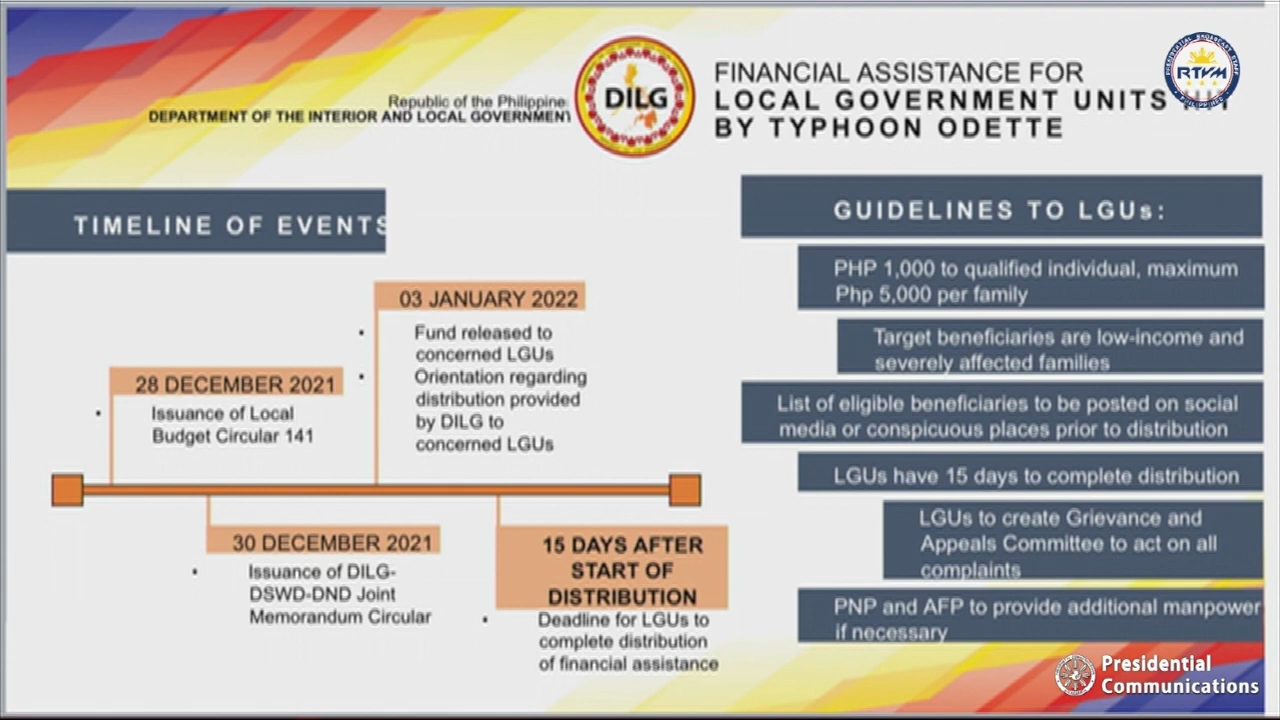 Republic of the Philippine
DEPARTMENT OF THE INTERIOR AND LOCAL GOVERNMENT
DILG
FINANCIAL ASSISTANCE FOR
LOCAL GOVERNMENT UNITS
BY TYPHOON ODETTE
RTVM
TIMELINE OF EVENTS
28 DECEMBER 2021
• Issuance of Local
Budget Circular 141
03 JANUARY 2022
• Fund released to
concerned LGUs
• Orientation regarding
distribution provided
by DILG to
concerned LGUs
30 DECEMBER 2021
• Issuance of DILG-
DSWD-DND Joint
Memorandum Circular
15 DAYS AFTER
START OF
DISTRIBUTION
• Deadline for LGUs to
complete distribution
of financial assistance
GUIDELINES TO LGUs:
PHP 1,000 to qualified individual, maximum
Php 5,000 per family
Target beneficiaries are low-income and
severely affected families
List of eligible beneficiaries to be posted on social
media or conspicuous places prior to distribution
LGUs have 15 days to complete distribution
LGUs to create Grievance and
Appeals Committee to act on all
complaints
PNP and AFP to provide additional manpower
if necessary
Presidential
Communications